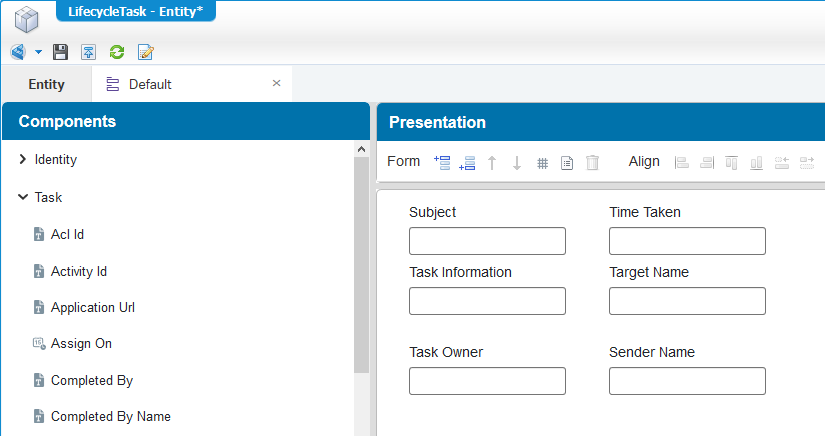 LifecycleTask - Entity*
Entity
Default
Components
Presentation
Identity
Form
Align
Task
Acl Id
Activity Id
Application Url
Assign On
Completed By
Completed By Name
Subject
Time Taken
Task Information
Target Name
Task Owner
Sender Name